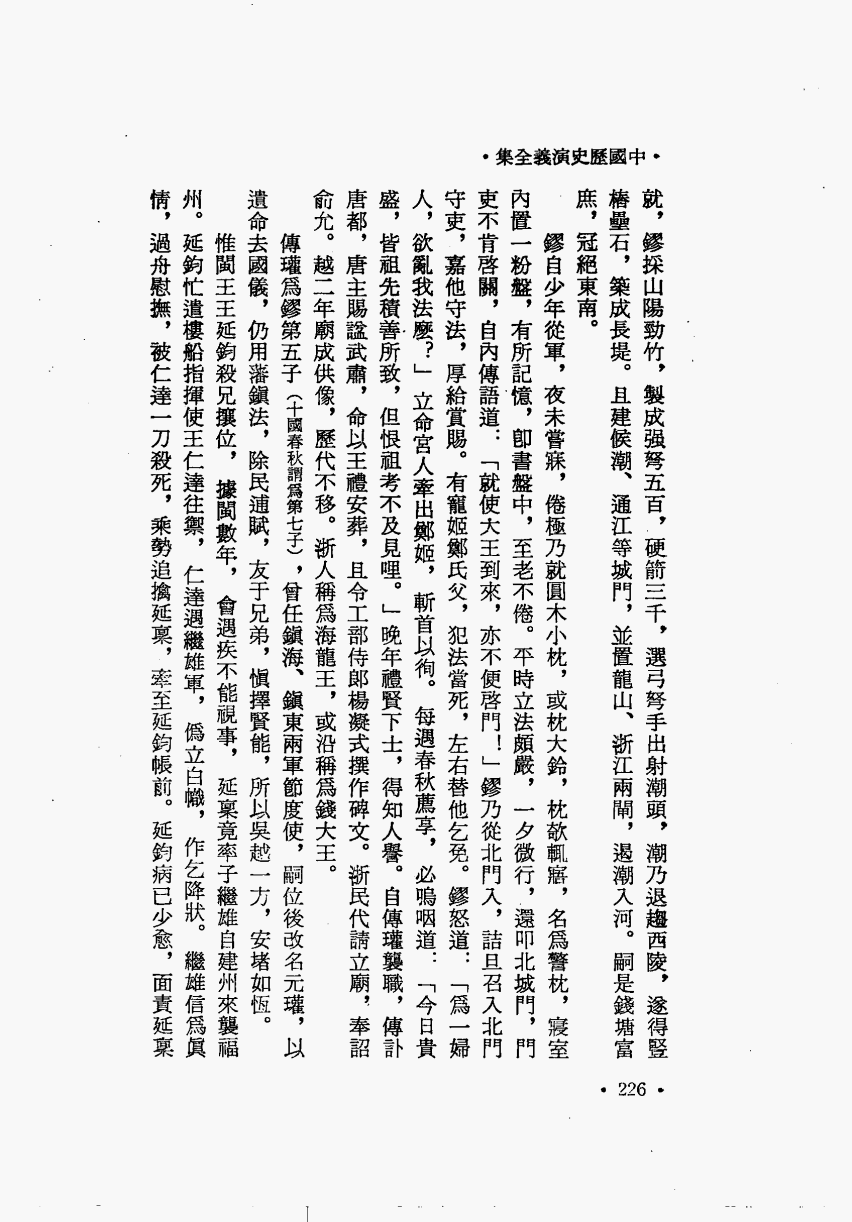 •中國歷史演義全集•
就，鏐採山陽勁竹，製成强弩五百，硬箭三千，選弓弩手出射潮頭，潮乃退趨西陵，遂得豎
樁壘石，築成長堤。且建候潮、通江等城門，並置龍山、浙江兩閘，遏潮入河。嗣是錢塘富
庶，冠絕東南。
鏐自少年從軍，夜未嘗寐，倦極乃就圓木小枕，或枕大鈴，枕欹輒寤，名爲警枕，寢室
內置一粉盤，有所記憶，卽書盤中，至老不倦。平時立法頗嚴，一夕微行，還叩北城門，門
吏不肯啓關，自內傳語道：「就使大王到來，亦不便啓門！」鏐乃從北門入，詰旦召入北門
守吏，嘉他守法，厚給賞賜。有寵姬鄭氏父，犯法當死，左右替他乞免。鏐怒道：「爲一婦
人，欲亂我法麼？」立命宮人牽出鄭姬，斬首以徇。每遇春秋薦享，必嗚咽道：「今日貴
盛，皆祖先積善所致，但恨祖考不及見哩。」晚年禮賢下士，得知人譽。自傳瓘襲職，傳訃
唐都，唐主賜諡武肅，命以王禮安葬，且令工部侍郎楊凝式撰作碑文。浙民代請立廟，奉詔
俞允。越二年廟成供像，歷代不移。浙人稱爲海龍王，或沿稱爲錢大王。
傳瓘爲鏐第五子（十國春秋謂爲第七子），曾任鎭海、鎭東兩軍節度使，嗣位後改名元瓘，以
遺命去國儀，仍用藩鎭法，除民逋賦，友于兄弟，愼擇賢能，所以吳越一方，安堵如恆。
惟閩王王延鈞殺兄攘位，據閩數年，會遇疾不能視事，延稟竟率子繼雄自建州來襲福
州。延鈞忙遣樓船指揮使王仁達往禦，仁達遇繼雄軍，僞立白幟，作乞降狀。繼雄信爲眞
情，過舟慰撫，被仁達一刀殺死，乘勢追擒延稟，牽至延鈞帳前。延鈞病已少愈，面責延稟
• 226 •